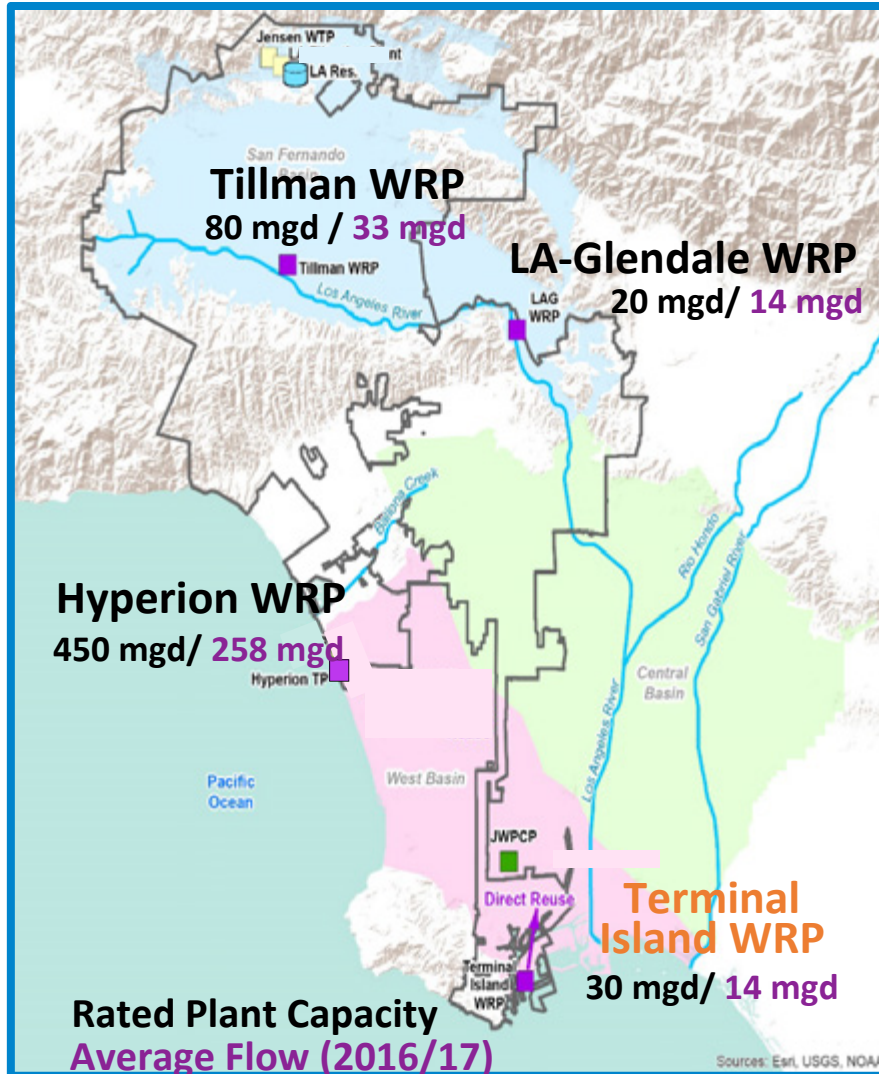 Jensen WTP
nt
LA Res.
San Fernando
Basin
Tillman WRP
80 mgd / 33 mgd
Tillman WRP
Los Angeles River
LA-Glendale WRP
20 mgd/ 14 mgd
LAG
WRP
Ballona Creek
Rio Hondo
San Gabriel River
Hyperion WRP
450 mgd/ 258 mgd
Hyperion TP
Central
Basin
Los Angeles River
West Basin
Pacific
Ocean
JWPCP
Direct Reuse
Terminal
Island WRP
30 mgd/ 14 mgd
Terminal
Island
WRP
Rated Plant Capacity
Average Flow (2016/17)
Sources: Esri, USGS, NOAA